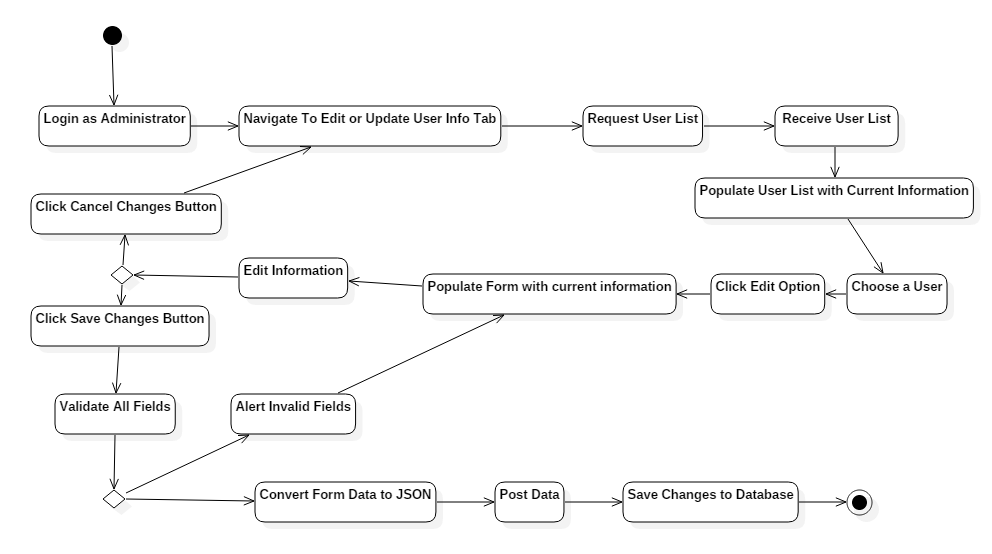 Login as Administrator
Navigate To Edit or Update User Info Tab
Request User List
Receive User List
Click Cancel Changes Button
Populate User List with Current Information
Edit Information
Populate Form with current information
Click Edit Option
Choose a User
Click Save Changes Button
Validate All Fields
Alert Invalid Fields
Convert Form Data to JSON
Post Data
Save Changes to Database